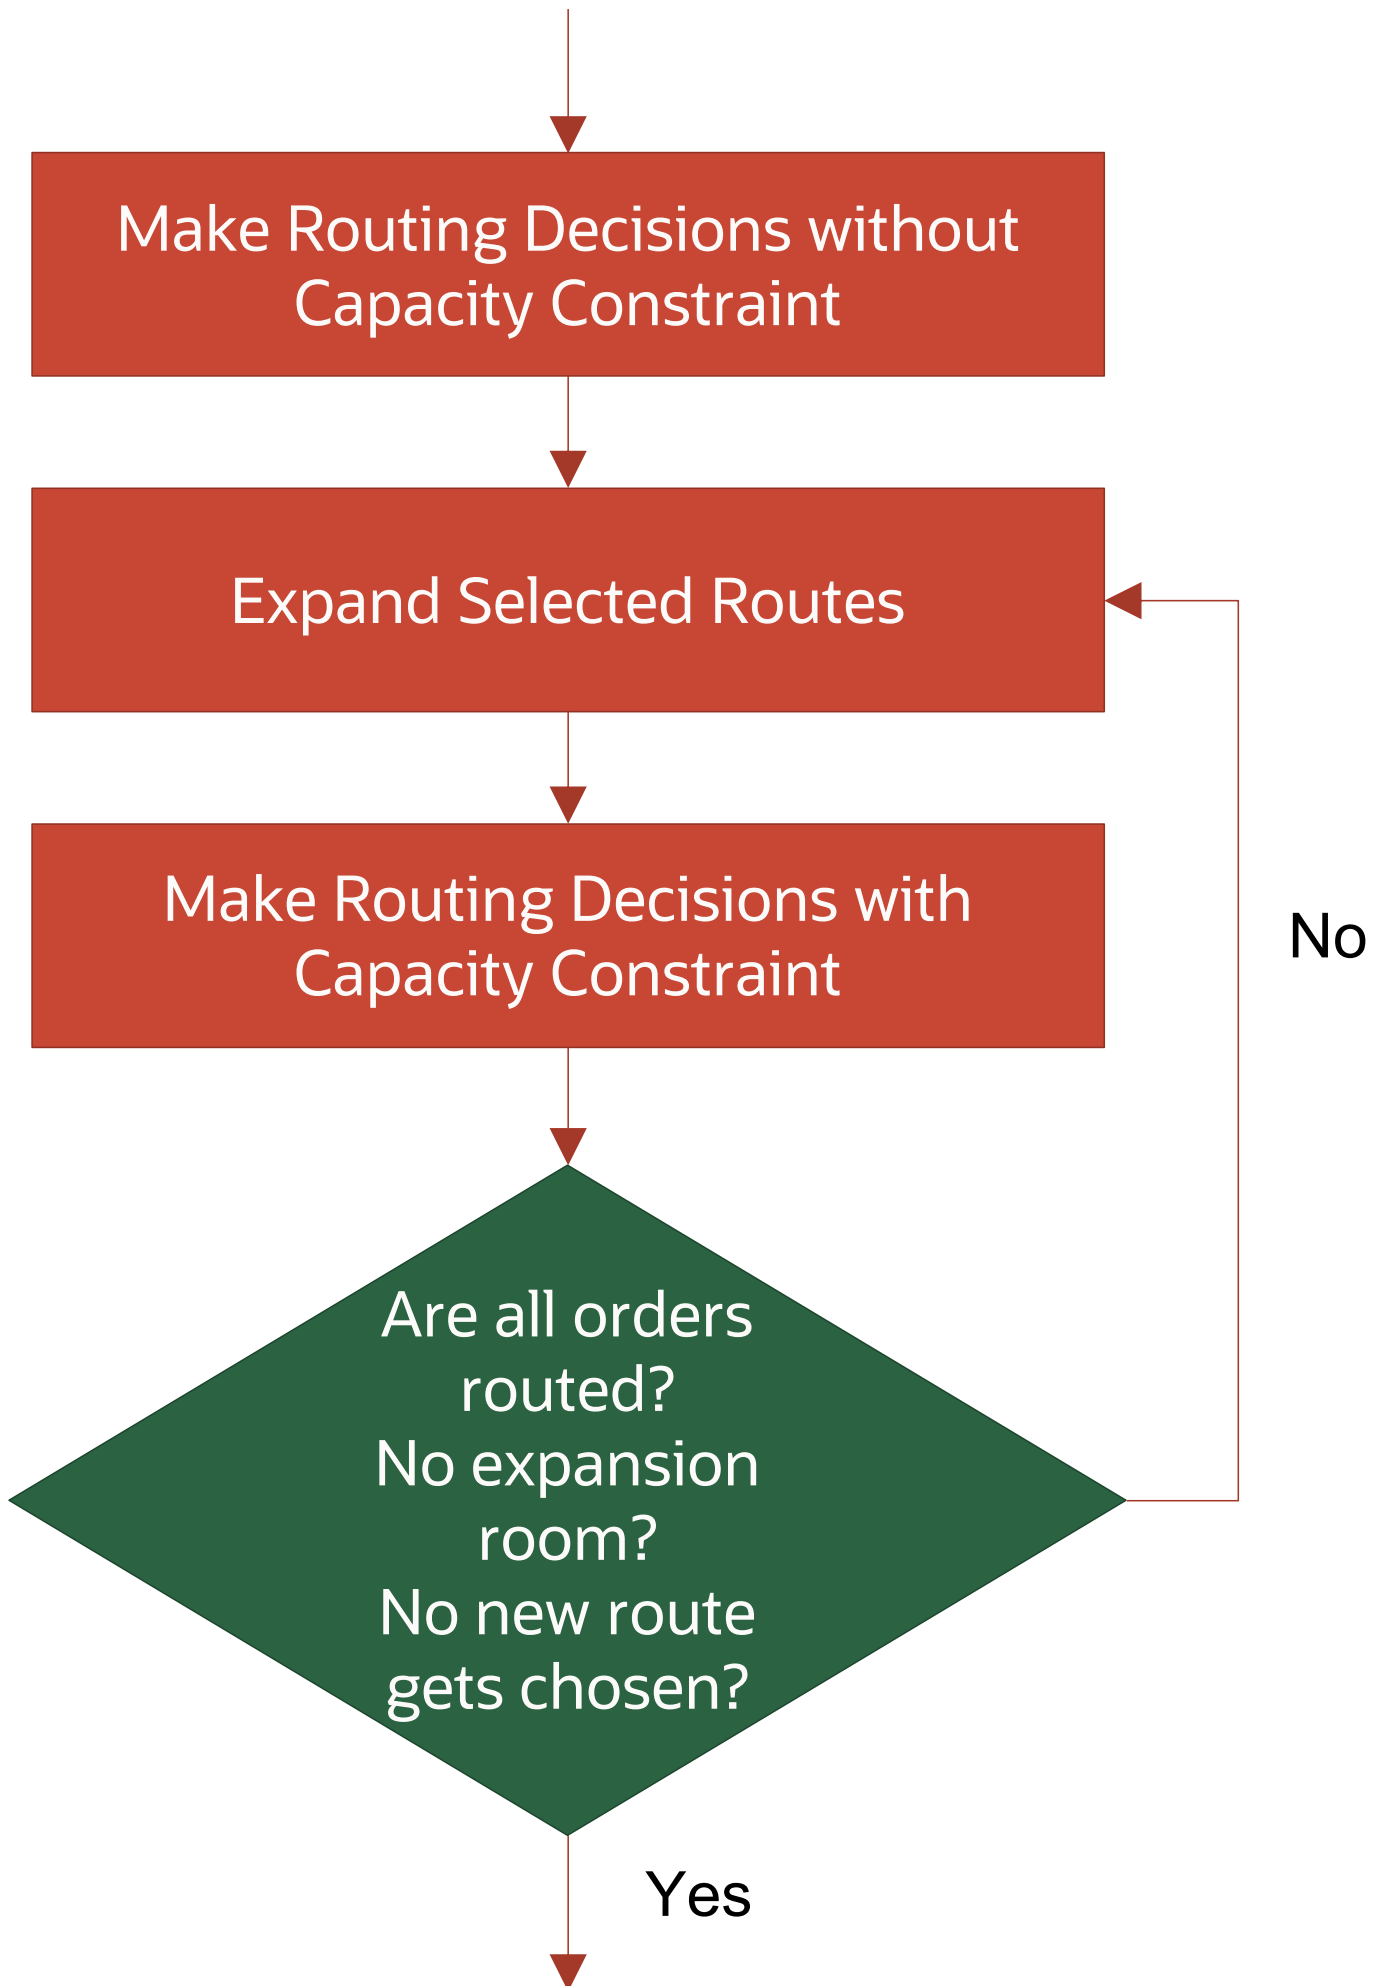 Make Routing Decisions without
Capacity Constraint
Expand Selected Routes
Make Routing Decisions with
Capacity Constraint
No
Are all orders
routed?
No expansion
room?
No new route
gets chosen?
Yes